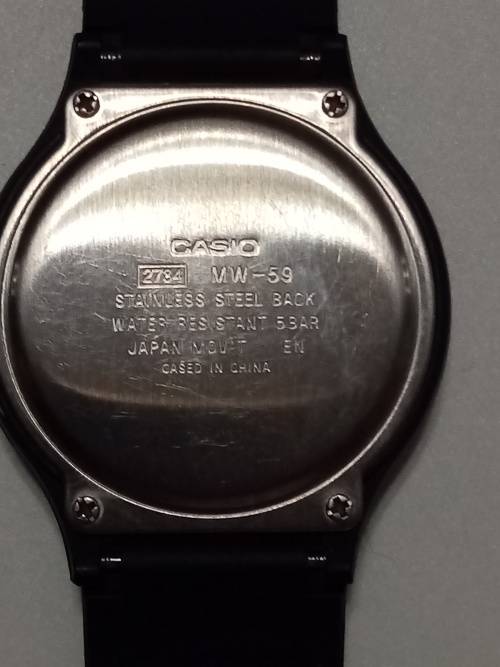 CASIO
2784 MW-59
STAINLESS STEEL BACK
WATER RESISTANT 5BAR
JAPAN MOV'T EN
CASED IN CHINA